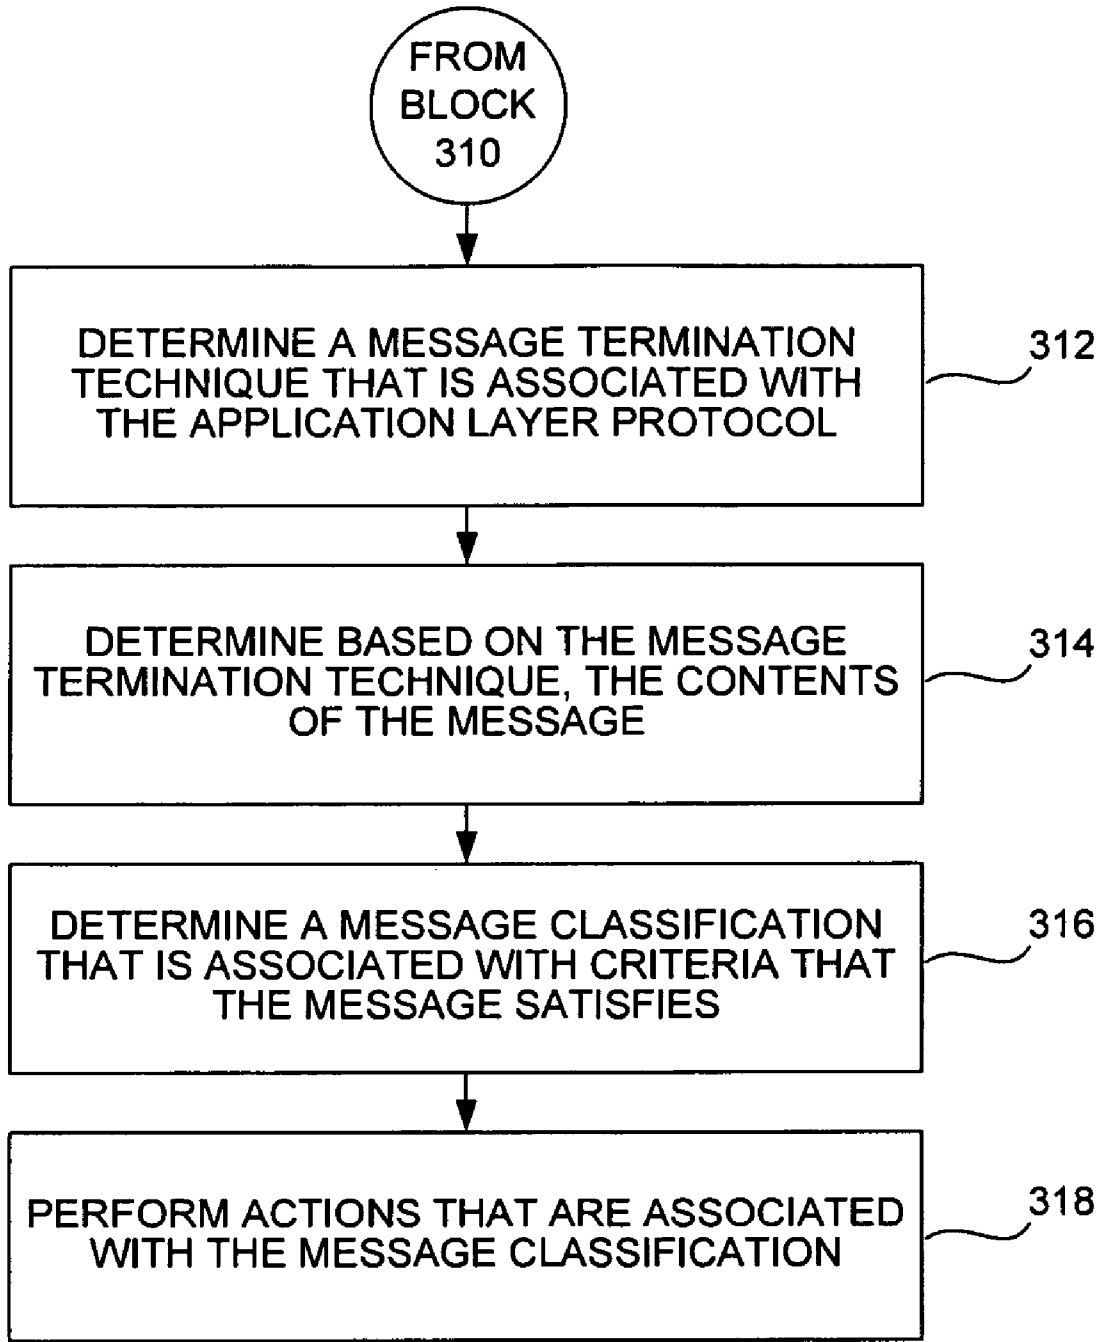 FROM
BLOCK
310
DETERMINE A MESSAGE TERMINATION
TECHNIQUE THAT IS ASSOCIATED WITH
THE APPLICATION LAYER PROTOCOL
312
DETERMINE BASED ON THE MESSAGE
TERMINATION TECHNIQUE, THE CONTENTS
OF THE MESSAGE
314
DETERMINE A MESSAGE CLASSIFICATION
THAT IS ASSOCIATED WITH CRITERIA THAT
THE MESSAGE SATISFIES
316
PERFORM ACTIONS THAT ARE ASSOCIATED
WITH THE MESSAGE CLASSIFICATION
318